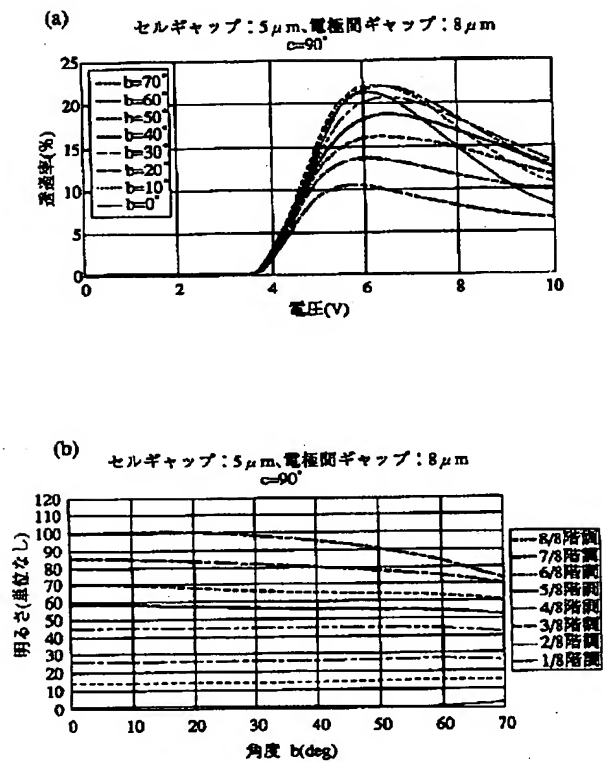 (a)
セルギャップ：5μm、電極間ギャップ：8μm
c=90°
25
20
15
10
5
0
透過率(%)
b=70°
b=60°
b=50°
b=40°
b=30°
b=20°
b=10°
b=0°
0 2 4 6 8 10
電圧(V)
(b)
セルギャップ：5μm、電極間ギャップ：8μm
c=90°
120
110
100
90
80
70
60
50
40
30
20
10
0
明るさ(単位なし)
8/8階調
7/8階調
6/8階調
5/8階調
4/8階調
3/8階調
2/8階調
1/8階調
0 10 20 30 40 50 60 70
角度 b(deg)